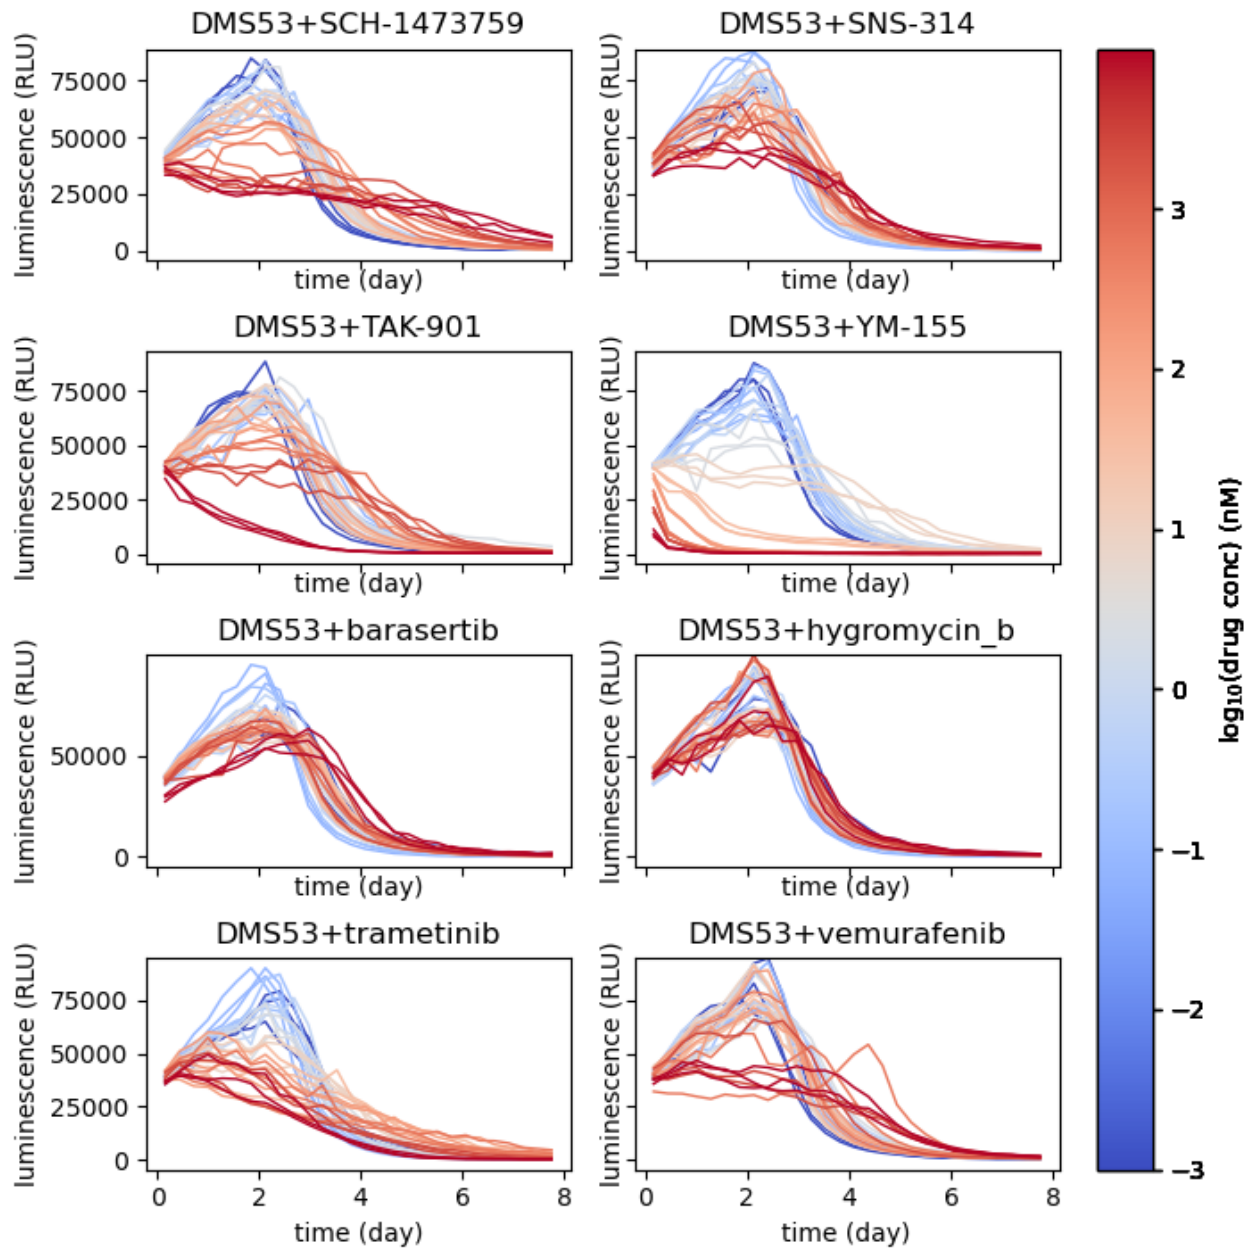 DMS53+SCH-1473759
DMS53+SNS-314
luminescence (RLU)
75000
50000
25000
0
time (day)
luminescence (RLU)
time (day)
DMS53+TAK-901
DMS53+YM-155
luminescence (RLU)
75000
50000
25000
0
time (day)
luminescence (RLU)
time (day)
DMS53+barasertib
DMS53+hygromycin_b
luminescence (RLU)
50000
0
time (day)
luminescence (RLU)
time (day)
DMS53+trametinib
DMS53+vemurafenib
luminescence (RLU)
75000
50000
25000
0
0 2 4 6 8
time (day)
luminescence (RLU)
0 2 4 6 8
time (day)
3
2
1
0
−1
−2
−3
log₁₀(drug conc) (nM)